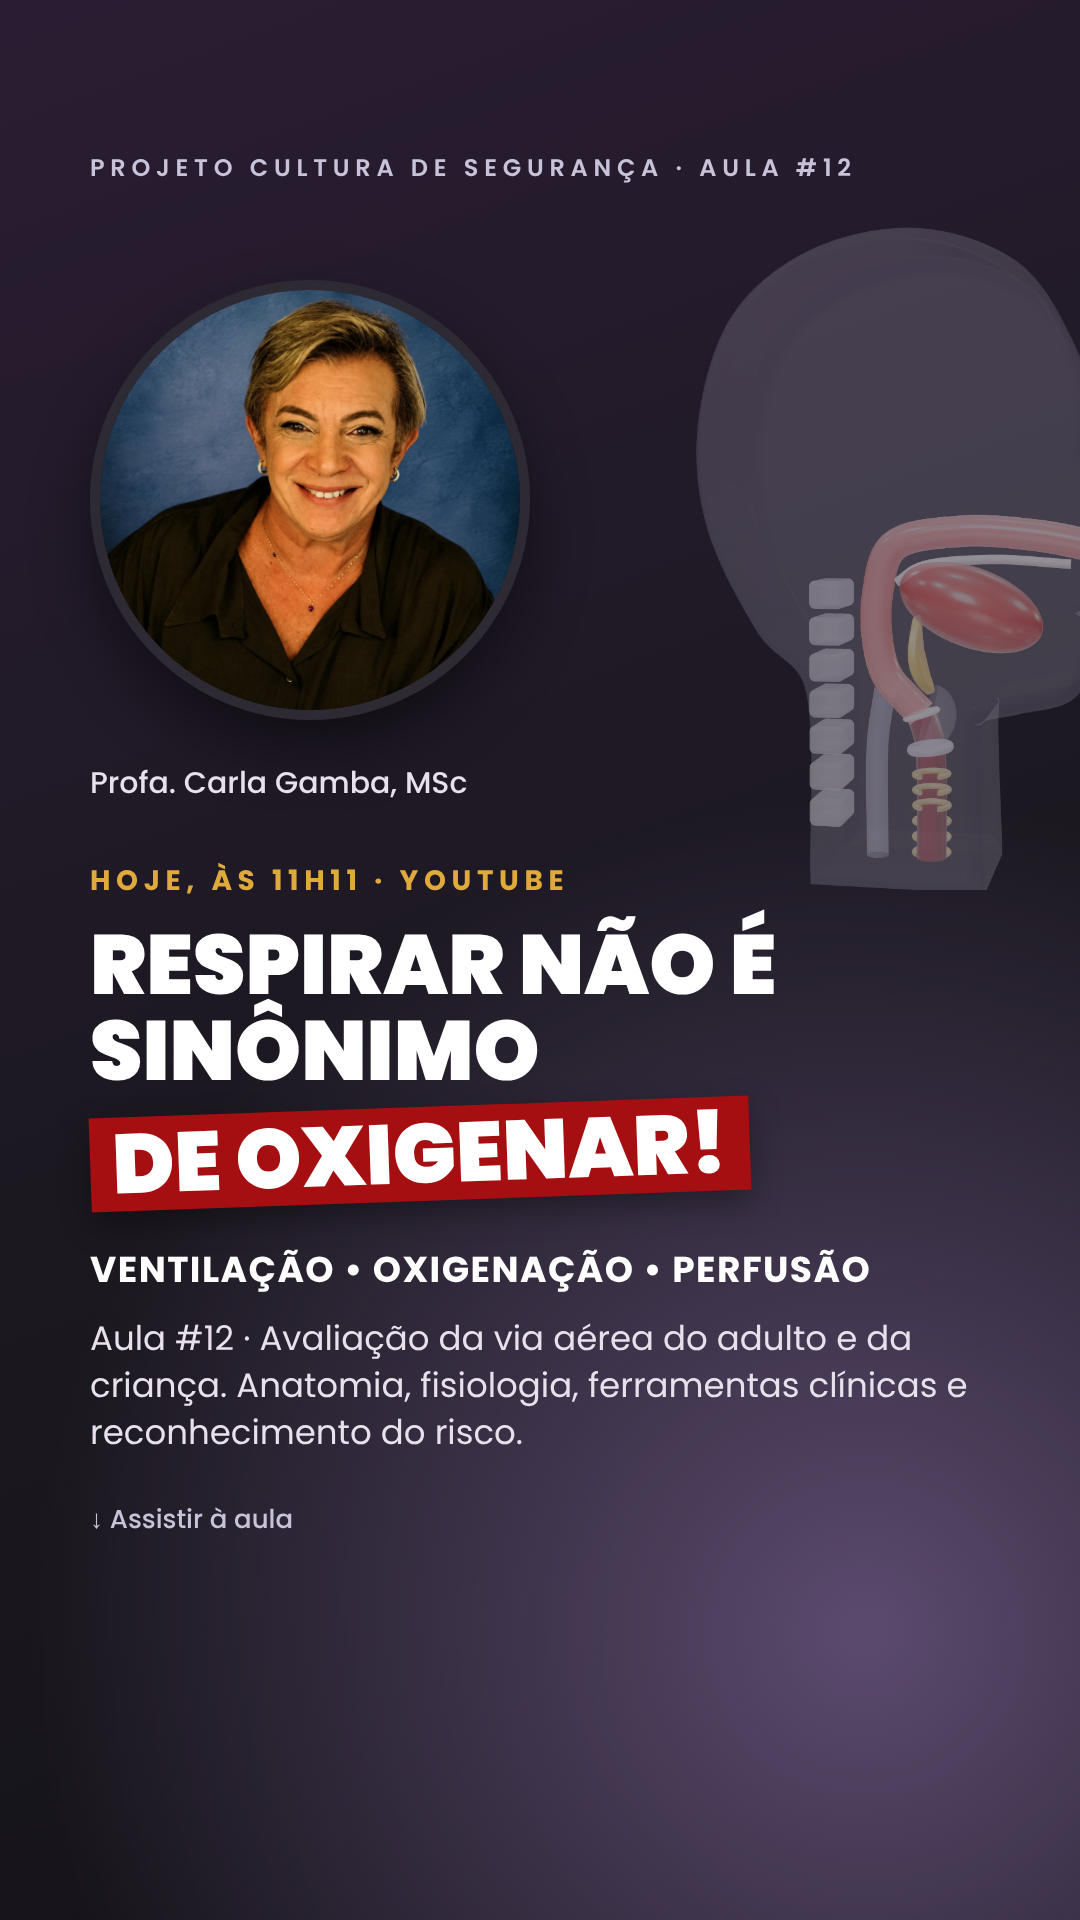 PROJETO CULTURA DE SEGURANÇA · AULA #12
Profa. Carla Gamba, MSc
HOJE, ÀS 11H11 · YOUTUBE
RESPIRAR NÃO É
SINÔNIMO
DE OXIGENAR!
VENTILAÇÃO • OXIGENAÇÃO • PERFUSÃO
Aula #12 · Avaliação da via aérea do adulto e da
criança. Anatomia, fisiologia, ferramentas clínicas e
reconhecimento do risco.
↓ Assistir à aula